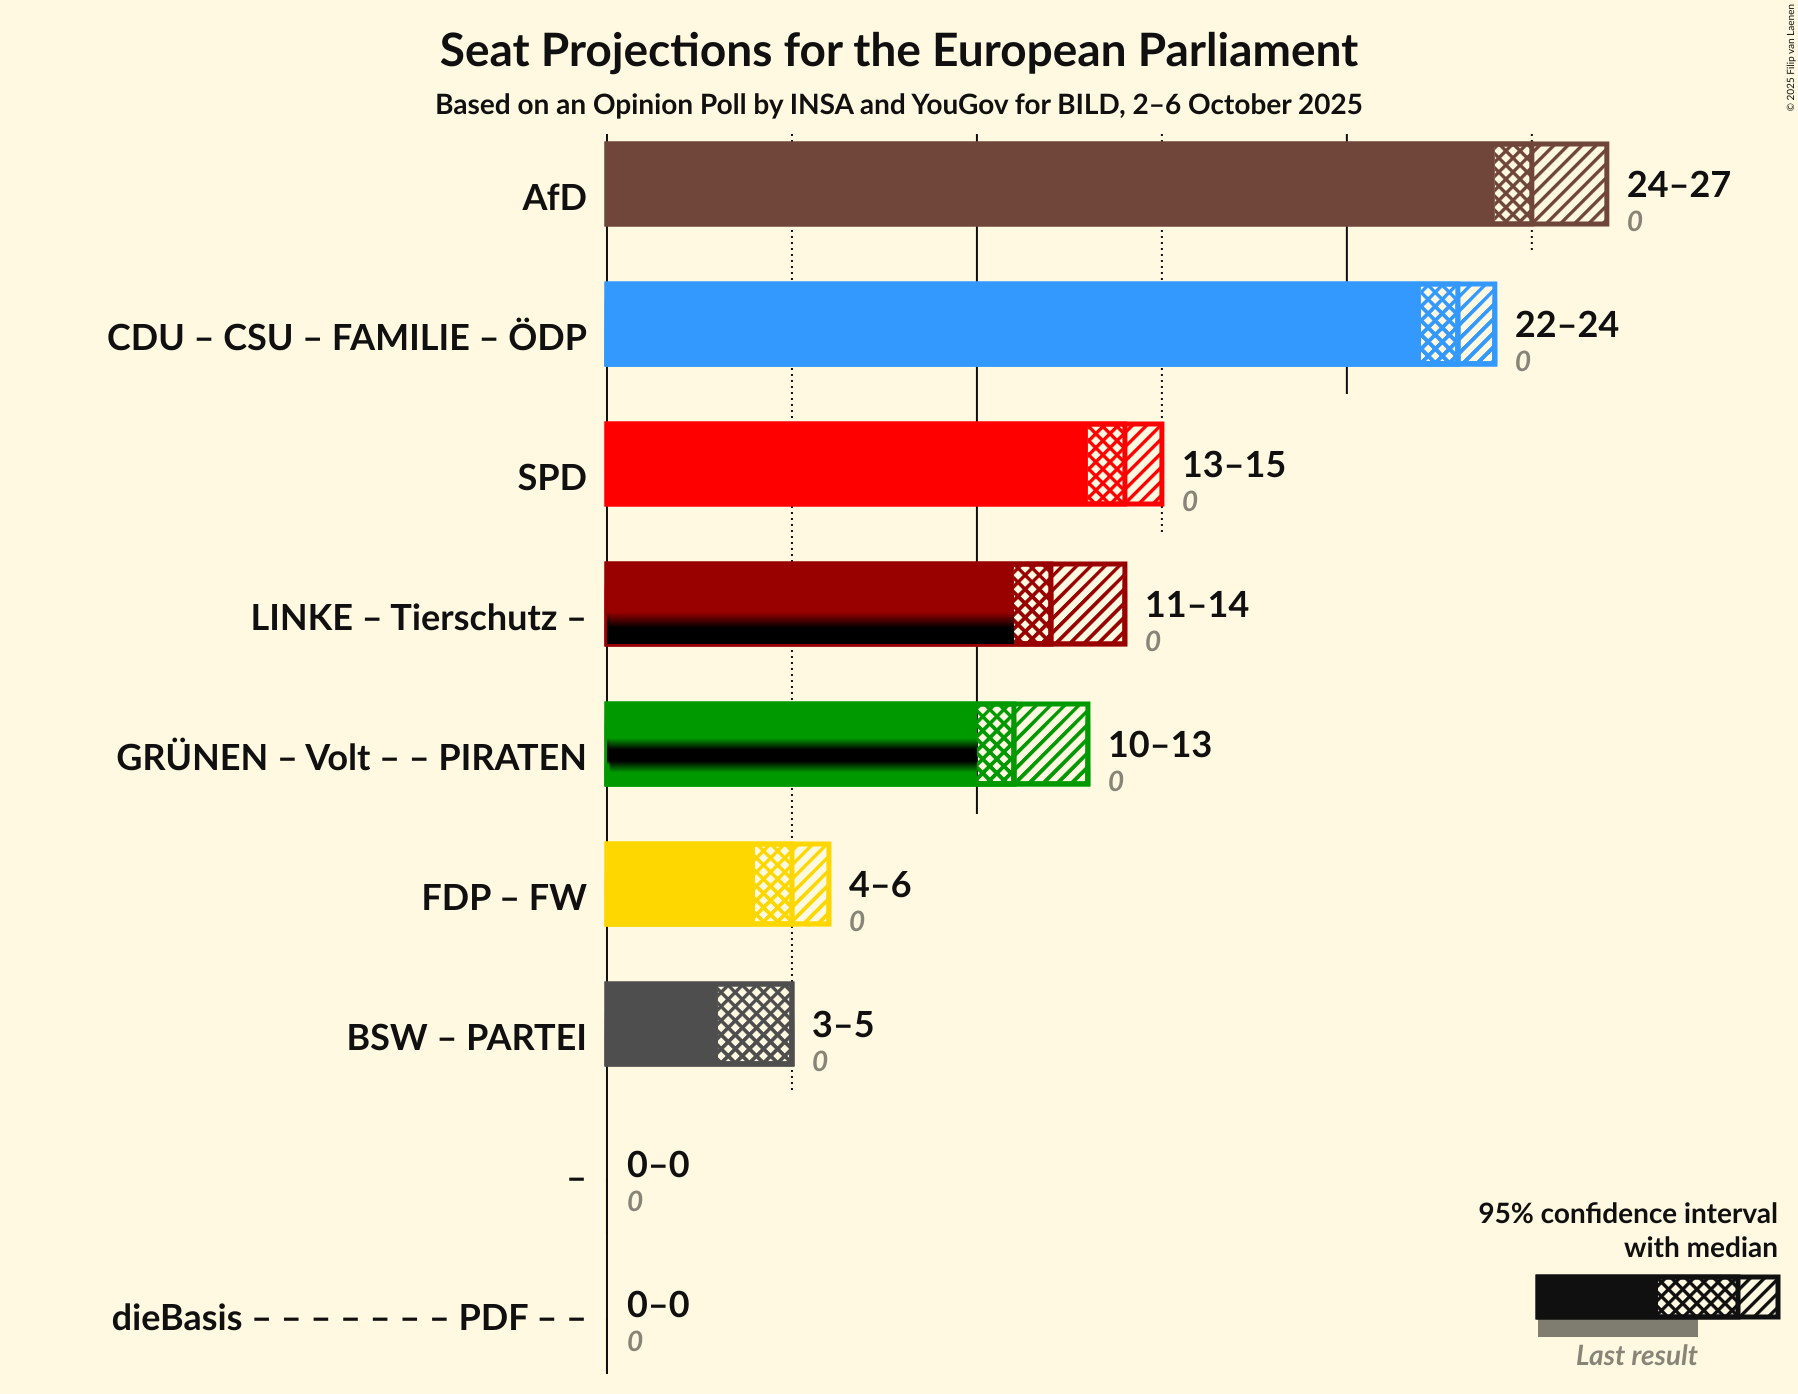 Seat Projections for the European Parliament
Based on an Opinion Poll by INSA and YouGov for BILD, 2–6 October 2025
© 2025 Filip van Laenen
AfD
24–27
0
CDU – CSU – FAMILIE – ÖDP
22–24
0
SPD
13–15
0
LINKE – Tierschutz –
11–14
0
GRÜNEN – Volt – – PIRATEN
10–13
0
FDP – FW
4–6
0
BSW – PARTEI
3–5
0
–
0–0
0
dieBasis – – – – – – – PDF – –
0–0
0
95% confidence interval
with median
Last result